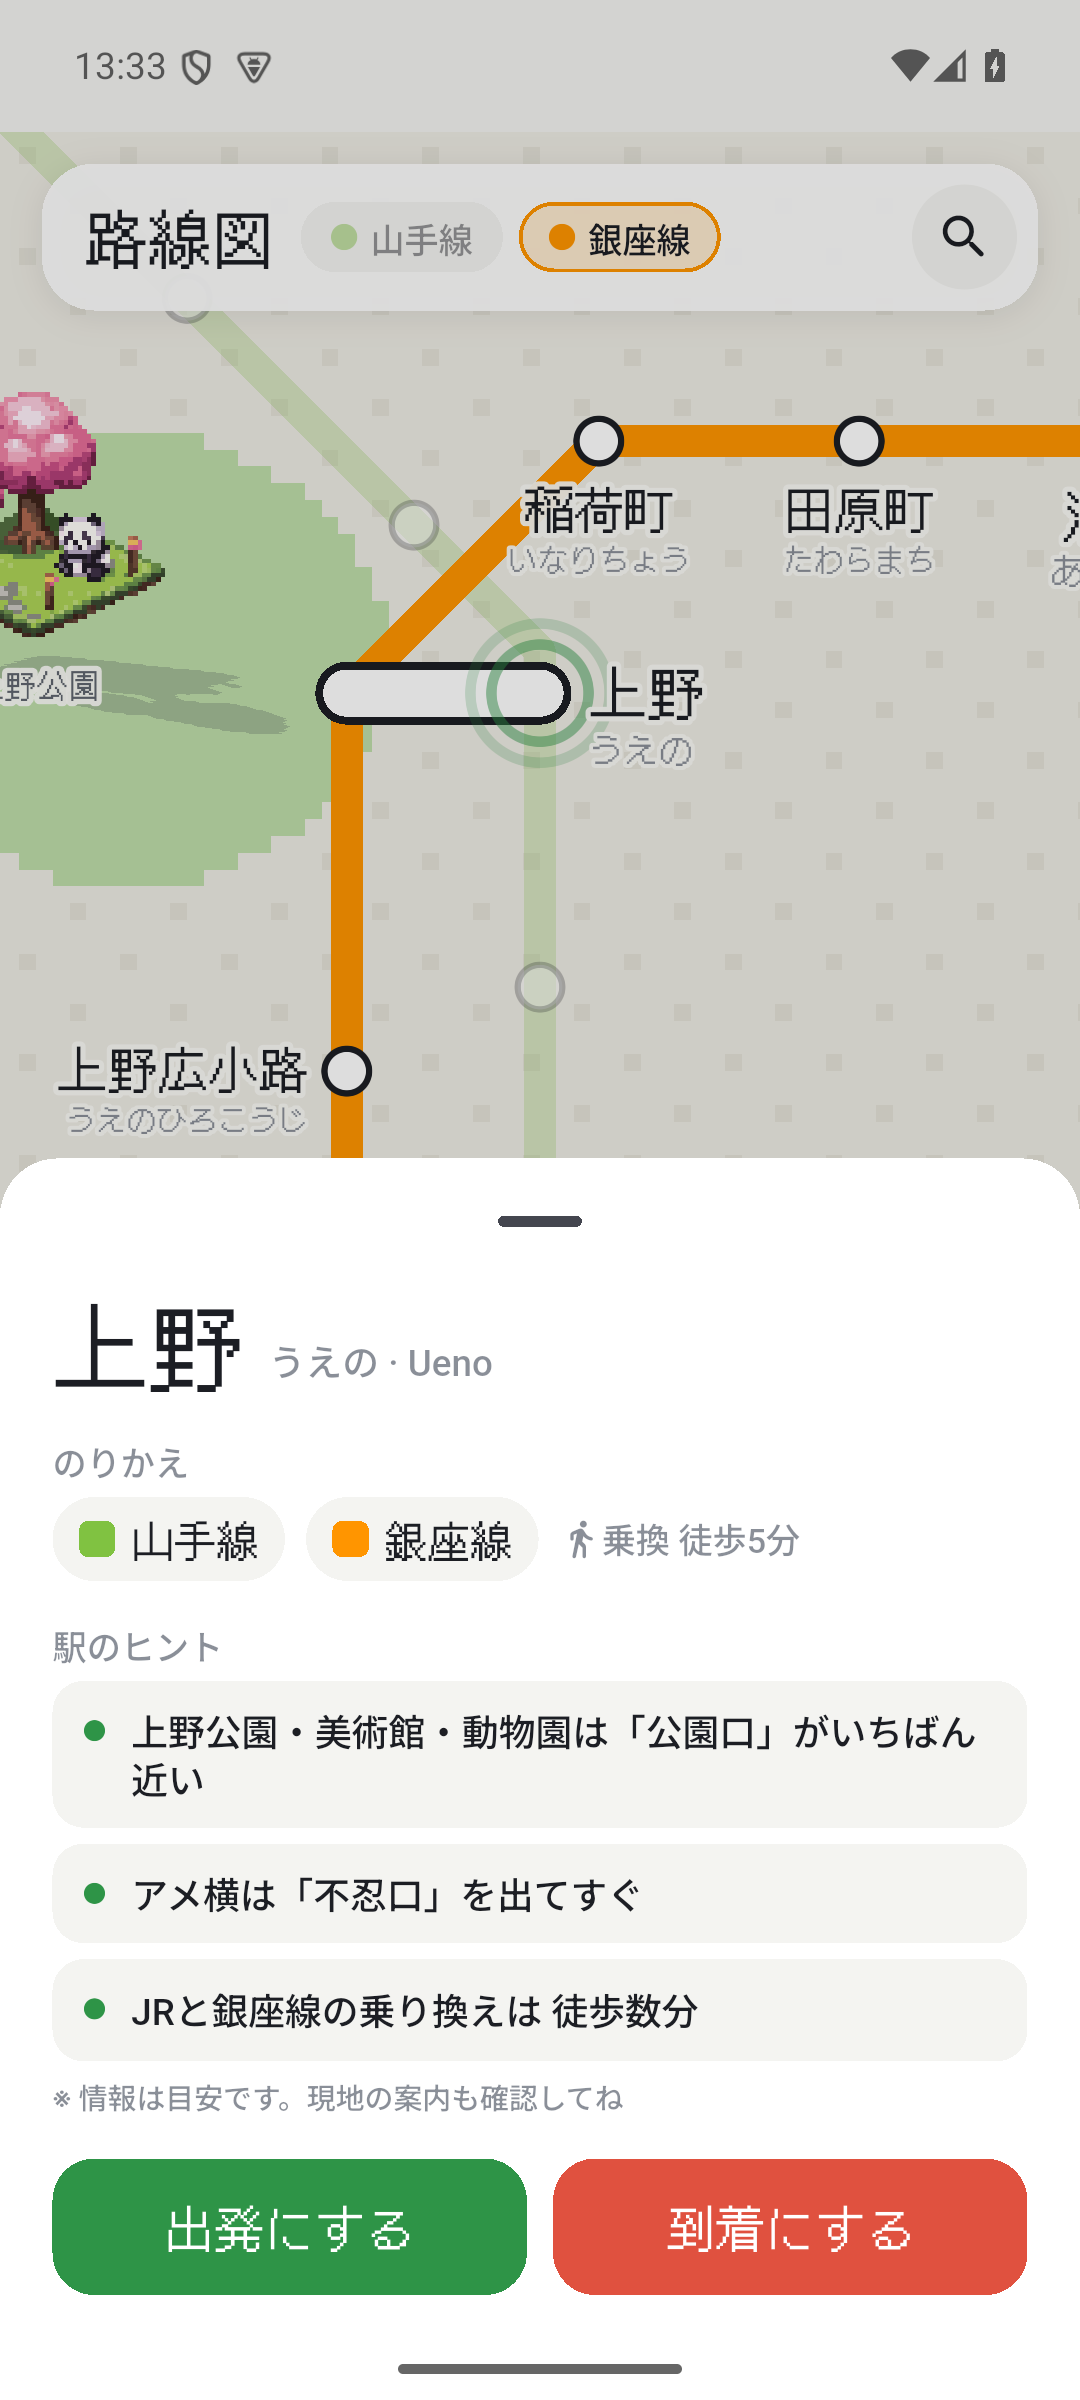 13:33
路線図
山手線
銀座線
稲荷町
いなりちょう
田原町
たわらまち
あ
野公園
上野
うえの
上野広小路
うえのひろこうじ
上野 うえの · Ueno
のりかえ
山手線 銀座線 乗換 徒歩5分
駅のヒント
上野公園・美術館・動物園は「公園口」がいちばん
近い
アメ横は「不忍口」を出てすぐ
JRと銀座線の乗り換えは 徒歩数分
※ 情報は目安です。現地の案内も確認してね
出発にする
到着にする